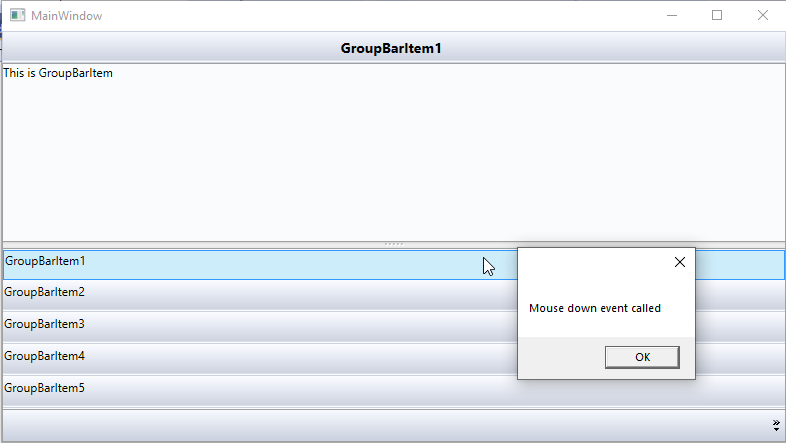 MainWindow
GroupBarItem1
This is GroupBarItem
GroupBarItem1
GroupBarItem2
GroupBarItem3
GroupBarItem4
GroupBarItem5
Mouse down event called
OK